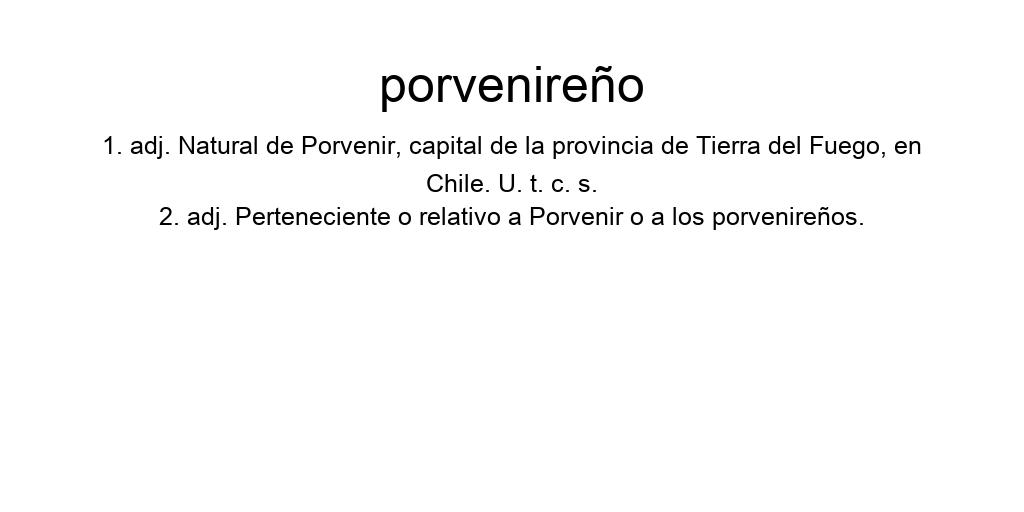 porvenireño
1. adj. Natural de Porvenir, capital de la provincia de Tierra del Fuego, en
Chile. U. t. c. s.
2. adj. Perteneciente o relativo a Porvenir o a los porvenireños.